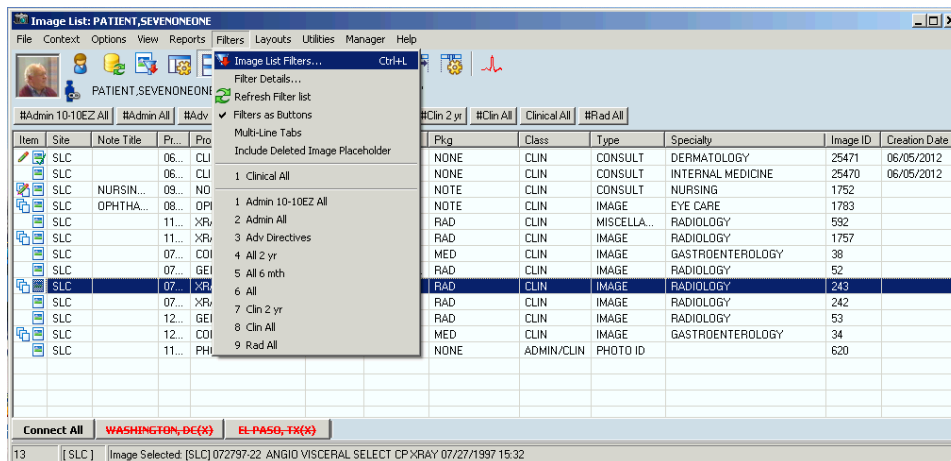 Image List: PATIENT,SEVENONEONE
File Context Options View Reports Filters Layouts Utilities Manager Help
Image List Filters... Ctrl+L
Filter Details...
PATIENT,SEVENONEONE
Refresh Filter list
#Admin 10-10EZ All #Admin All #Adv Filters as Buttons #Clin 2 yr #Clin All Clinical All #Rad All
Multi-Line Tabs
Item Site Note Title Pr... Pro Pkg Class Type Specialty Image ID Creation Date
Include Deleted Image Placeholder
SLC 06... CLI NONE CLIN CONSULT DERMATOLOGY 25471 06/05/2012
SLC 06... CLI 1 Clinical All NONE CLIN CONSULT INTERNAL MEDICINE 25470 06/05/2012
SLC NURSIN... 09... NO 1 Admin 10-10EZ All NOTE CLIN CONSULT NURSING 1752
SLC OPHTHA... 08... OPI 2 Admin All NOTE CLIN IMAGE EYE CARE 1783
SLC 11... XR 3 Adv Directives RAD CLIN MISCELLA... RADIOLOGY 592
SLC 11... XR RAD CLIN IMAGE RADIOLOGY 1757
SLC 07... COI 4 All 2 yr MED CLIN IMAGE GASTROENTEROLOGY 38
SLC 07... GEI 5 All 6 mth RAD CLIN IMAGE RADIOLOGY 52
SLC 07... XR 6 All RAD CLIN IMAGE RADIOLOGY 243
SLC 07... XR 7 Clin 2 yr RAD CLIN IMAGE RADIOLOGY 242
SLC 12... GEI 8 Clin All RAD CLIN IMAGE RADIOLOGY 53
SLC 12... COI MED CLIN IMAGE GASTROENTEROLOGY 34
SLC 11... PHI 9 Rad All NONE ADMIN/CLIN PHOTO ID 620
Connect All WASHINGTON, DC(X) EL PASO, TX(X)
13 [ SLC ] Image Selected: [SLC] 072797-22 ANGIO VISCERAL SELECT CP XRAY 07/27/1997 15:32